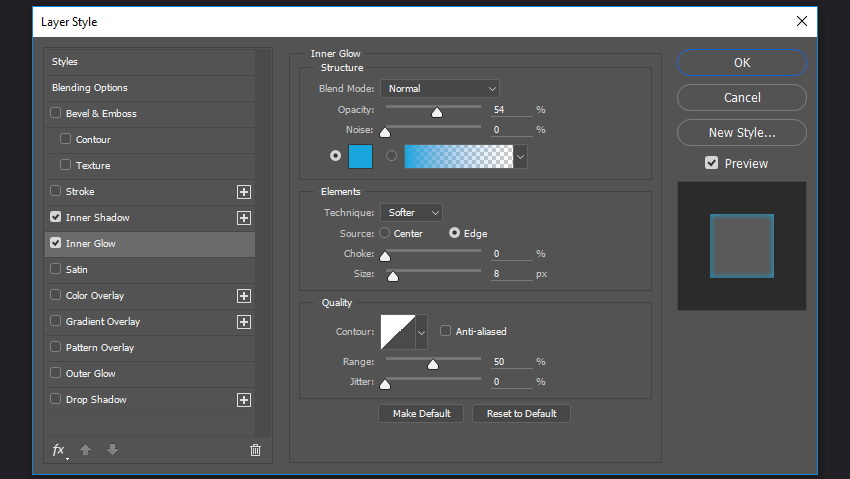 Layer Style
Styles
Blending Options
Bevel & Emboss
Contour
Texture
Stroke
Inner Shadow
Inner Glow
Satin
Color Overlay
Gradient Overlay
Pattern Overlay
Outer Glow
Drop Shadow
fx
Inner Glow
Structure
Blend Mode: Normal
Opacity: 54 %
Noise: 0 %
Elements
Technique: Softer
Source: Center Edge
Choke: 0 %
Size: 8 px
Quality
Contour: Anti-aliased
Range: 50 %
Jitter: 0 %
Make Default Reset to Default
OK
Cancel
New Style...
Preview